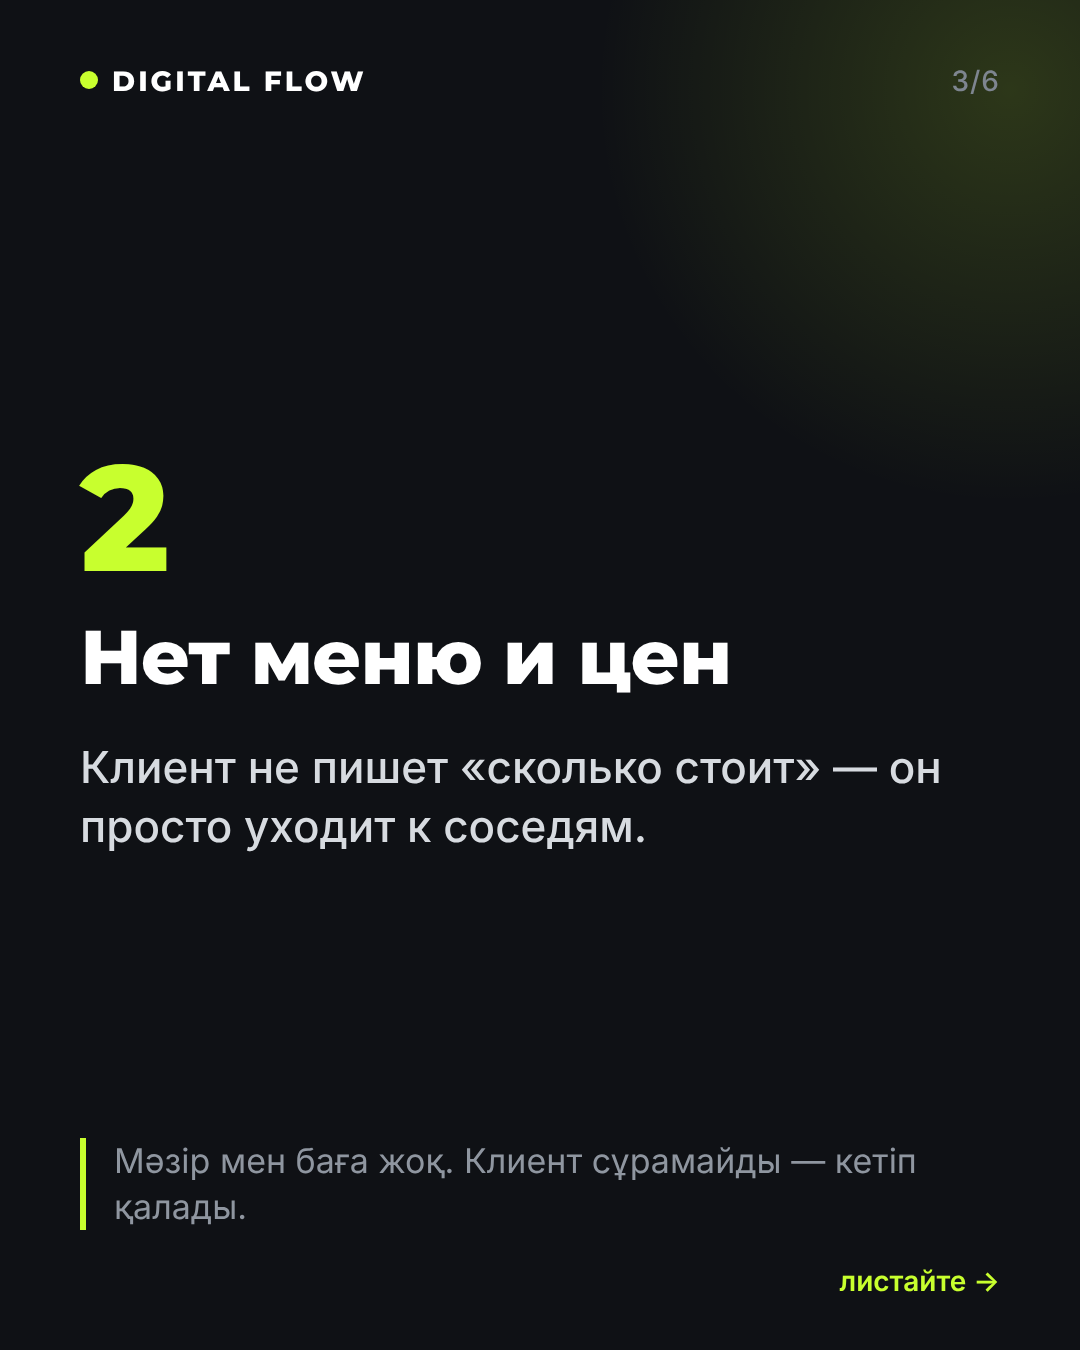 DIGITAL FLOW
3/6
2
Нет меню и цен
Клиент не пишет «сколько стоит» — он
просто уходит к соседям.
Мәзір мен баға жоқ. Клиент сұрамайды — кетіп
қалады.
листайте →